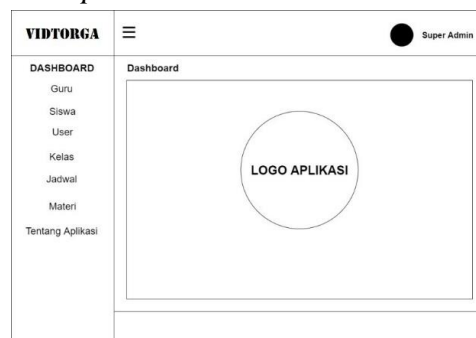 VIDTORGA
Super Admin
DASHBOARD
Guru
Siswa
User
Kelas
Jadwal
Materi
Tentang Aplikasi
Dashboard
LOGO APLIKASI